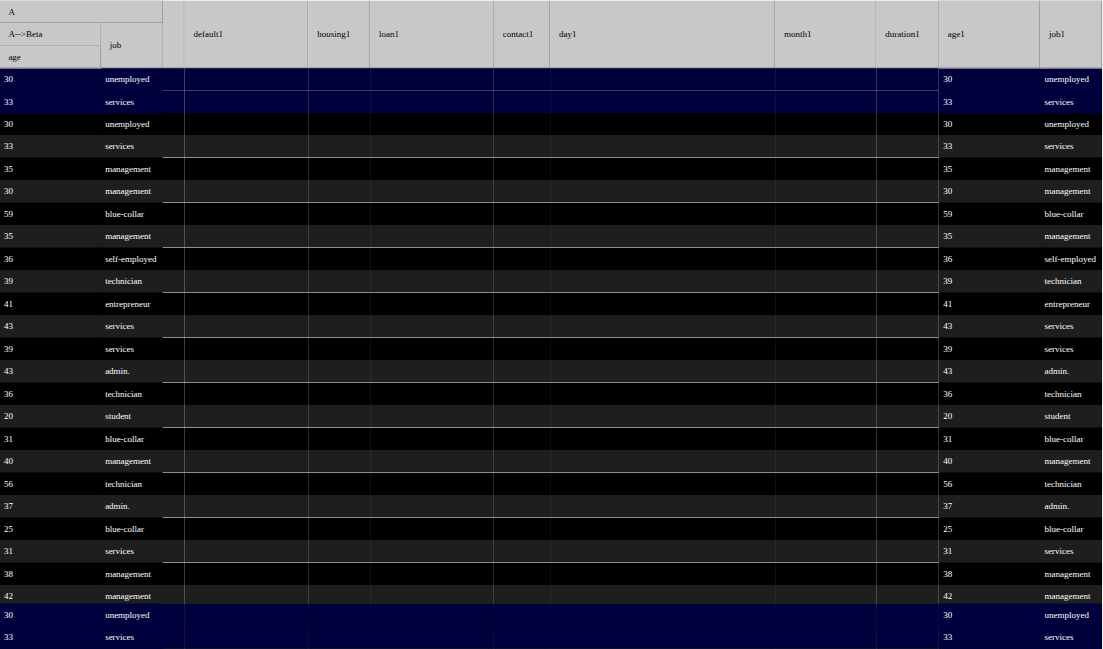 A
A-->Beta job default1 housing1 loan1 contact1 day1 month1 duration1 age1 job1
age
30 unemployed 30 unemployed
33 services 33 services
30 unemployed 30 unemployed
33 services 33 services
35 management 35 management
30 management 30 management
59 blue-collar 59 blue-collar
35 management 35 management
36 self-employed 36 self-employed
39 technician 39 technician
41 entrepreneur 41 entrepreneur
43 services 43 services
39 services 39 services
43 admin. 43 admin.
36 technician 36 technician
20 student 20 student
31 blue-collar 31 blue-collar
40 management 40 management
56 technician 56 technician
37 admin. 37 admin.
25 blue-collar 25 blue-collar
31 services 31 services
38 management 38 management
42 management 42 management
30 unemployed 30 unemployed
33 services 33 services